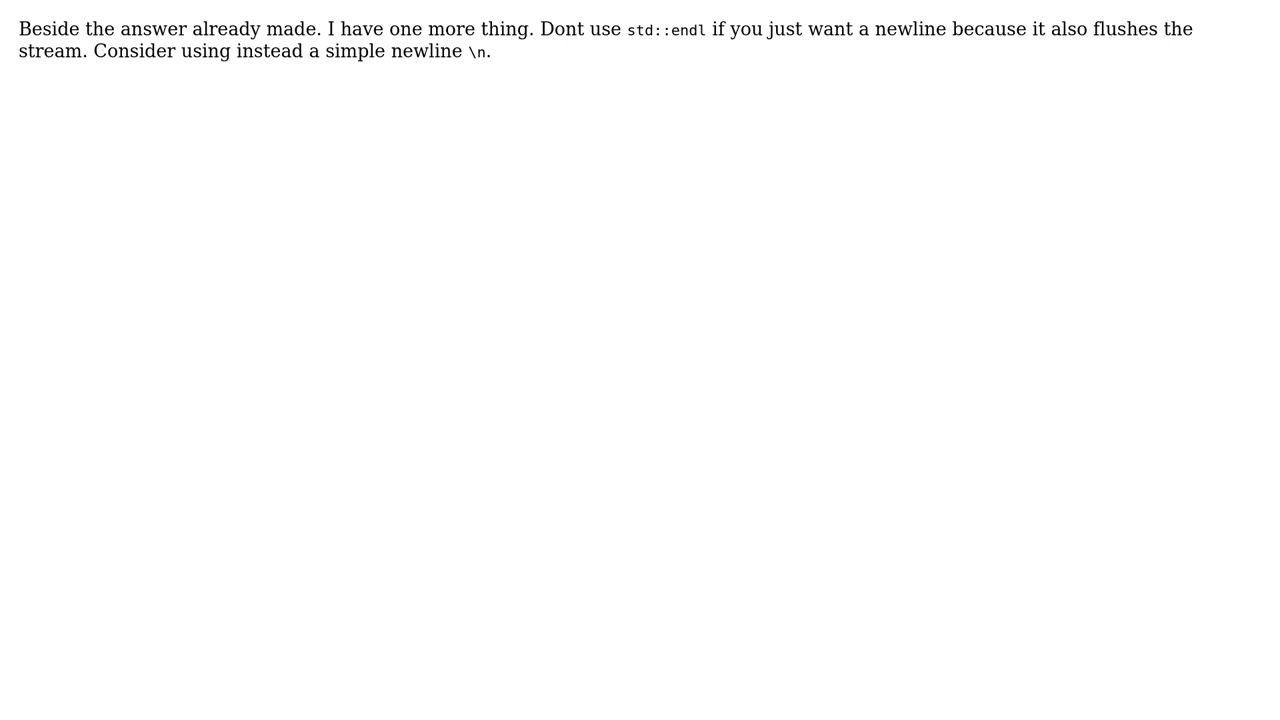 Beside the answer already made. I have one more thing. Dont use std::endl if you just want a newline because it also flushes the
stream. Consider using instead a simple newline \n.